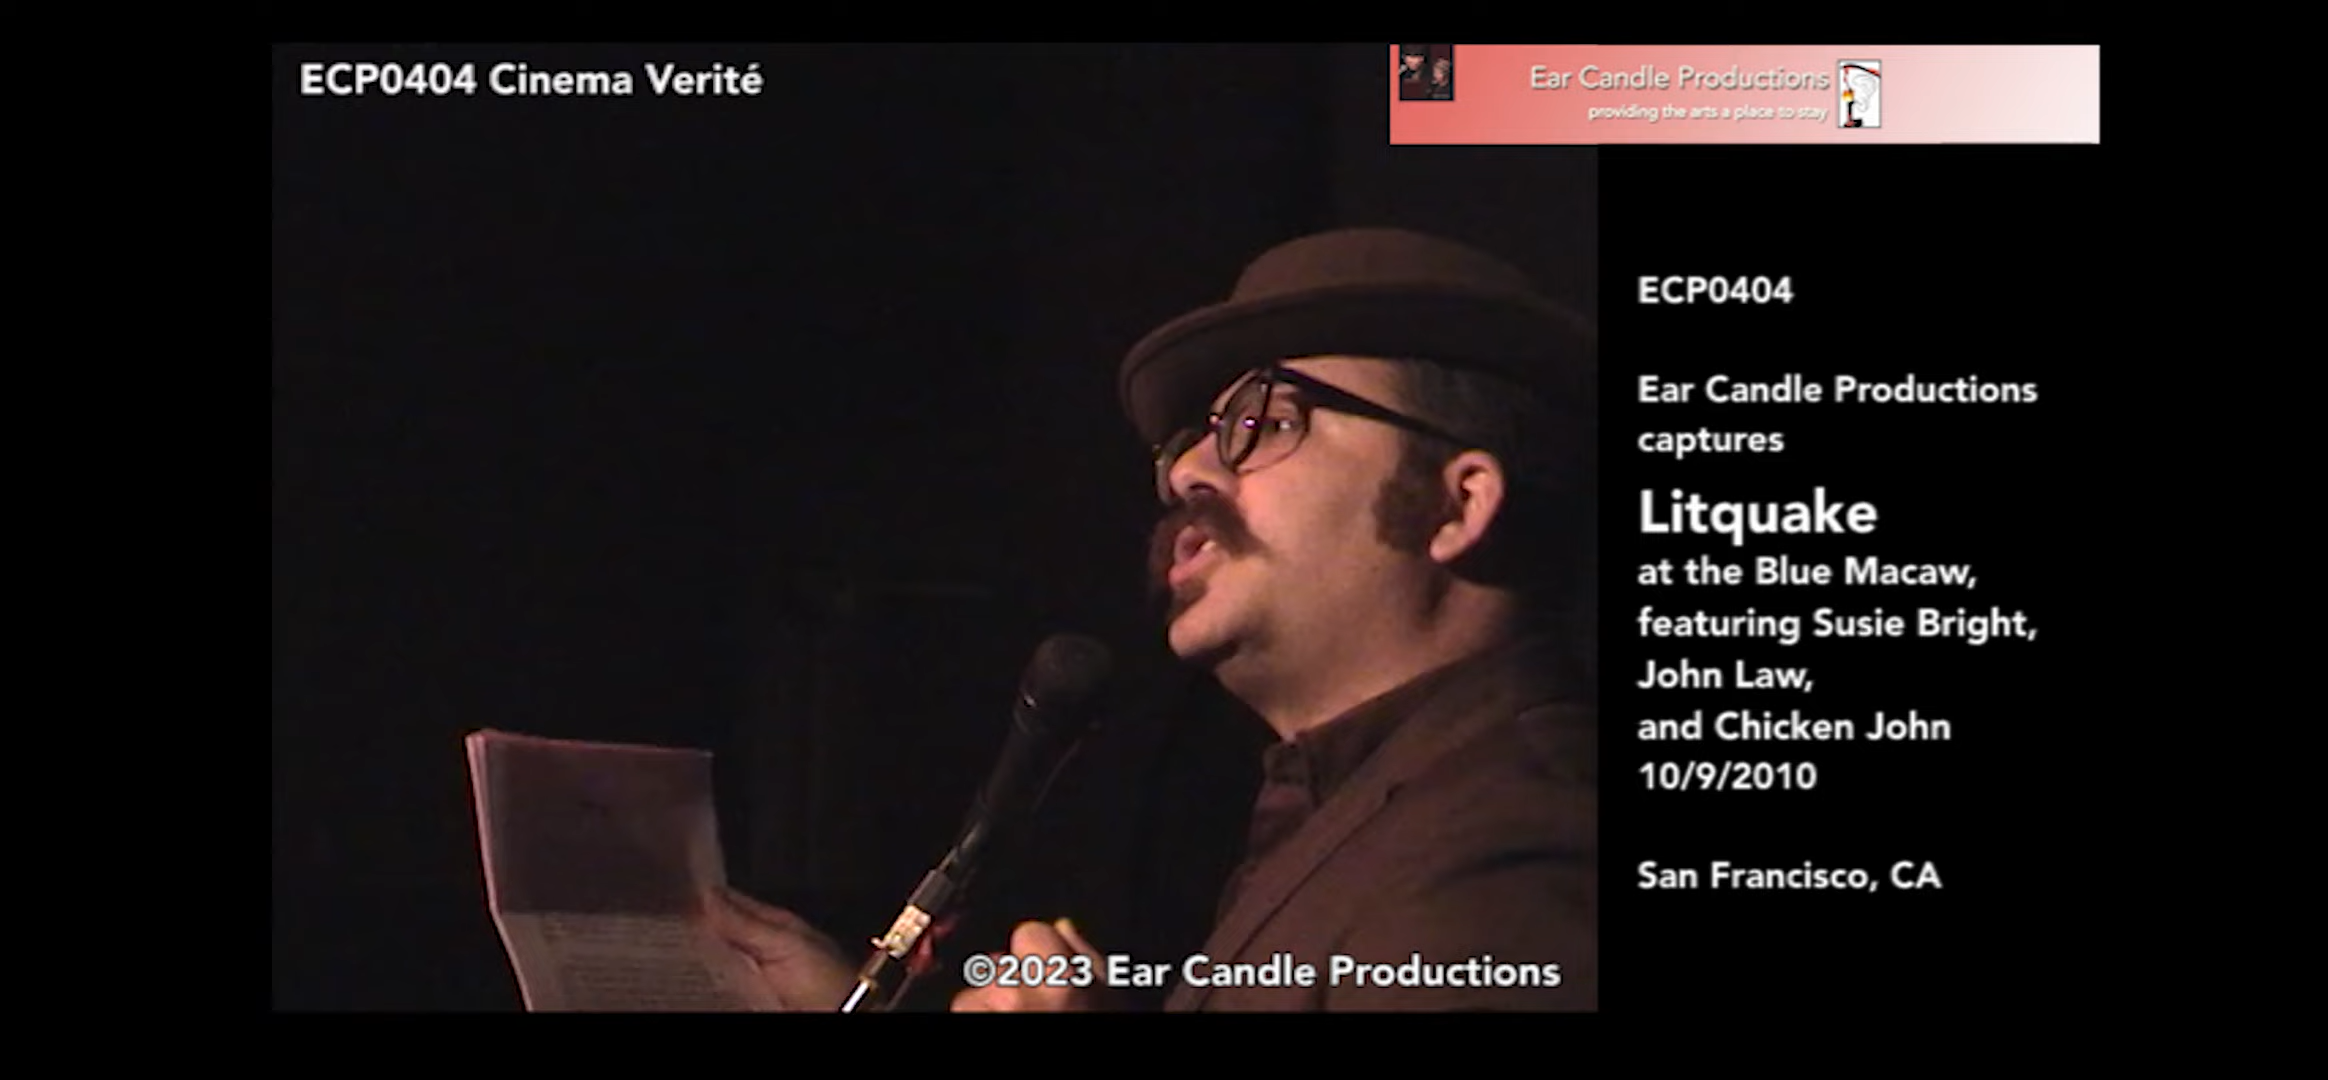 ECP0404 Cinema Verité
Ear Candle Productions
providing the arts a place to stay
ECP0404
Ear Candle Productions
captures
Litquake
at the Blue Macaw,
featuring Susie Bright,
John Law,
and Chicken John
10/9/2010
San Francisco, CA
©2023 Ear Candle Productions